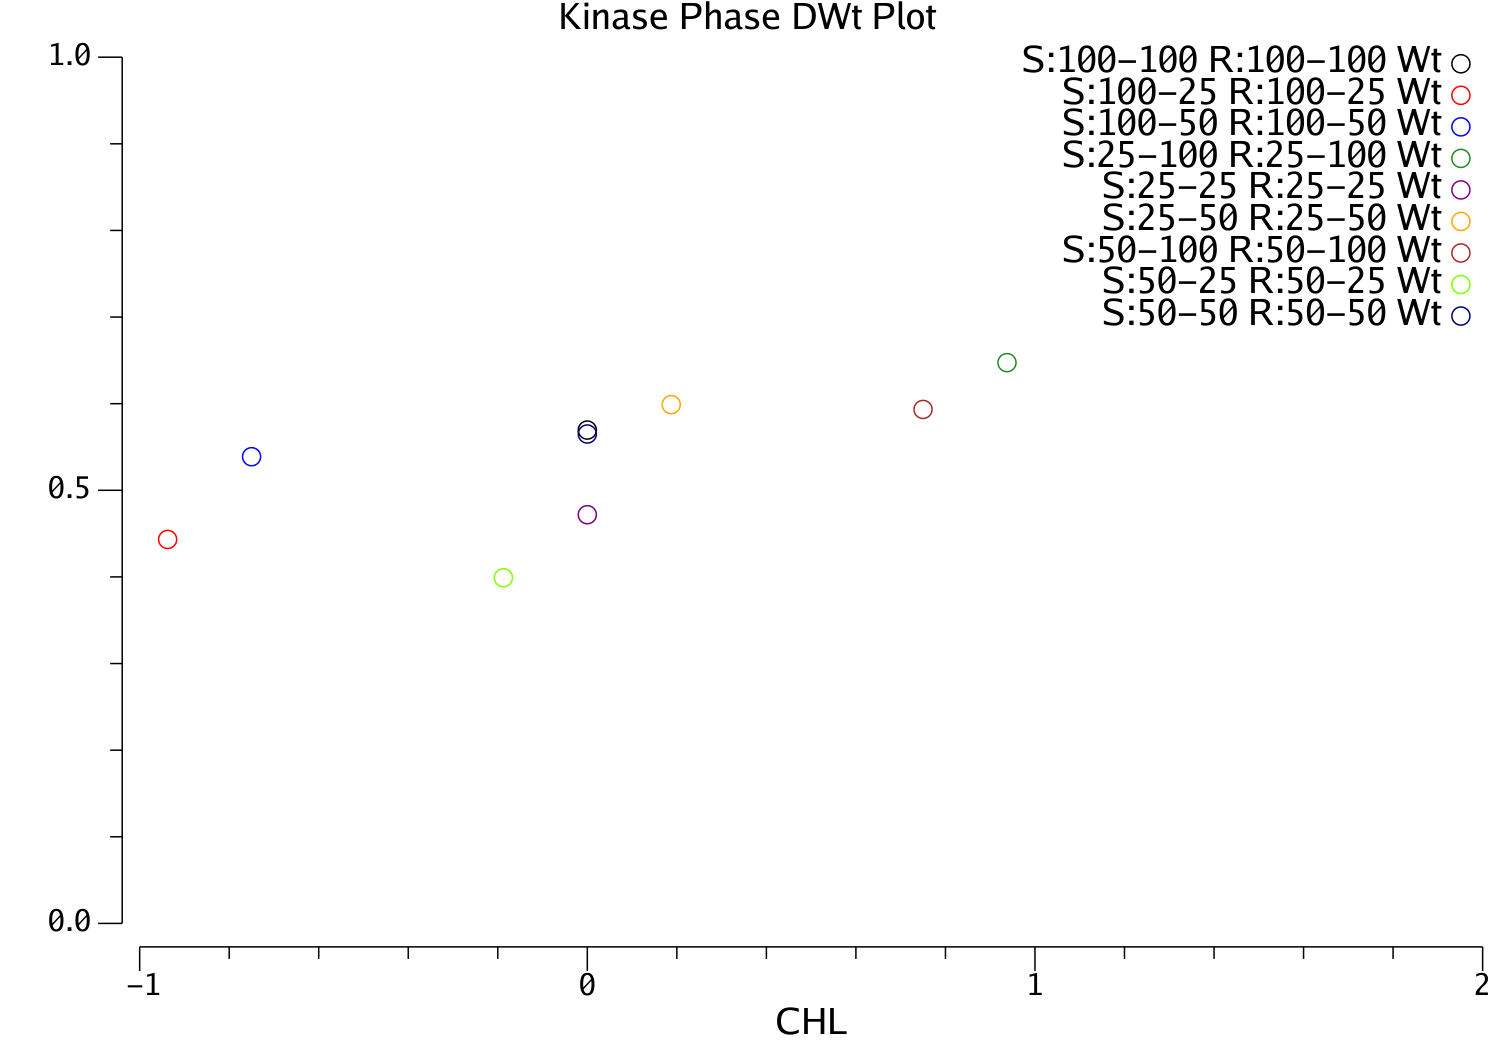 Kinase Phase DWt Plot
1.0
S:100–100 R:100–100 Wt
S:100–25 R:100–25 Wt
S:100–50 R:100–50 Wt
S:25–100 R:25–100 Wt
S:25–25 R:25–25 Wt
S:25–50 R:25–50 Wt
S:50–100 R:50–100 Wt
S:50–25 R:50–25 Wt
S:50–50 R:50–50 Wt
0.5
0.0
–1 0 1 2
CHL